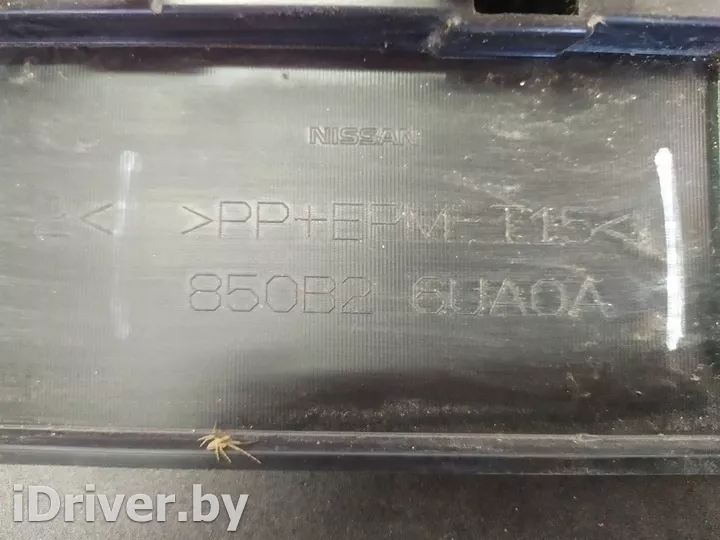 NISSAN
>PP+EPM-T15<
850B2 6UA0A
iDriver.by